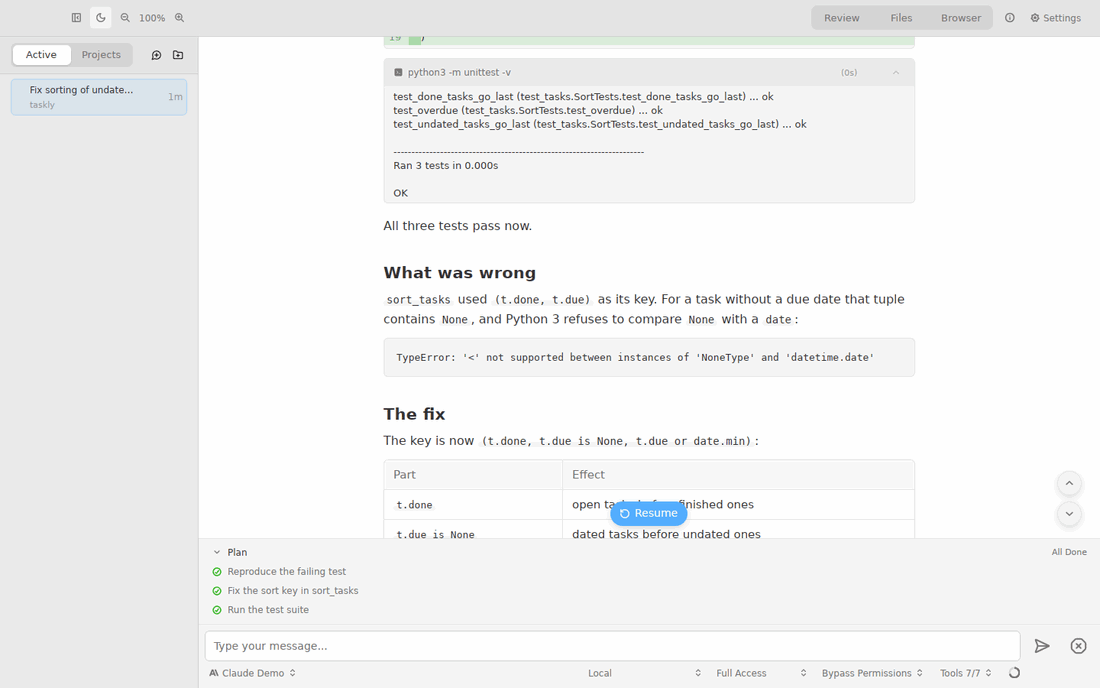 100%
Review
Files
Browser
Settings
Active
Projects
Fix sorting of undate...
taskly
1m
19 )
python3 -m unittest -v
(0s)
test_done_tasks_go_last (test_tasks.SortTests.test_done_tasks_go_last) ... ok
test_overdue (test_tasks.SortTests.test_overdue) ... ok
test_undated_tasks_go_last (test_tasks.SortTests.test_undated_tasks_go_last) ... ok
----------------------------------------------------------------------
Ran 3 tests in 0.000s
OK
All three tests pass now.
What was wrong
sort_tasks used (t.done, t.due) as its key. For a task without a due date that tuple
contains None, and Python 3 refuses to compare None with a date:
TypeError: '<' not supported between instances of 'NoneType' and 'datetime.date'
The fix
The key is now (t.done, t.due is None, t.due or date.min):
Part Effect
t.done open finished ones
Resume
t.due is None dated tasks before undated ones
Plan
All Done
Reproduce the failing test
Fix the sort key in sort_tasks
Run the test suite
Type your message...
Claude Demo
Local
Full Access
Bypass Permissions
Tools 7/7